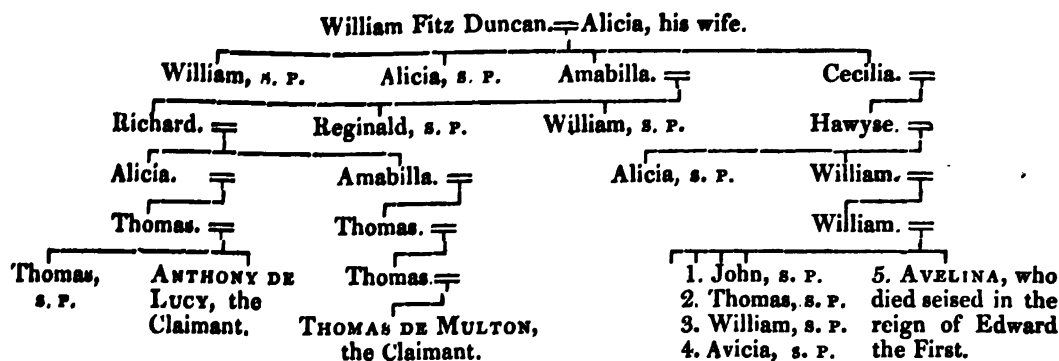 William Fitz Duncan.═Alicia, his wife.
William, s. p. Alicia, s. p. Amabilla. Cecilia.
Richard. Reginald, s. p. William, s. p. Hawyse.
Alicia. Amabilla. Alicia, s. p. William.
Thomas. Thomas. William.
Thomas, s. p.
ANTHONY DE
LUCY, the
Claimant.
Thomas.
THOMAS DE MULTON,
the Claimant.
1. John, s. p.
2. Thomas, s. p.
3. William, s. p.
4. Avicia, s. p.
5. AVELINA, who
died seised in the
reign of Edward
the First.